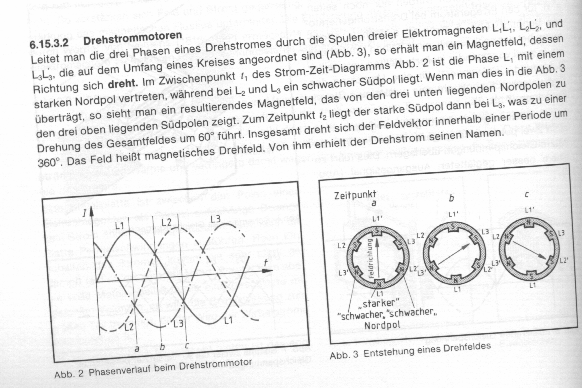 6.15.3.2 Drehstrommotoren
Leitet man die drei Phasen eines Drehstromes durch die Spulen dreier Elektromagneten L₁L₁', L₂L₂', und
L₃L₃', die auf dem Umfang eines Kreises angeordnet sind (Abb. 3), so erhält man ein Magnetfeld, dessen
Richtung sich dreht. Im Zwischenpunkt t₁ des Strom-Zeit-Diagramms Abb. 2 ist die Phase L₁ mit einem
starken Nordpol vertreten, während bei L₂ und L₃ ein schwacher Südpol liegt. Wenn man dies in die Abb. 3
überträgt, so sieht man ein resultierendes Magnetfeld, das von den drei unten liegenden Nordpolen zu
den drei oben liegenden Südpolen zeigt. Zum Zeitpunkt t₂ liegt der starke Südpol dann bei L₃, was zu einer
Drehung des Gesamtfeldes um 60° führt. Insgesamt dreht sich der Feldvektor innerhalb einer Periode um
360°. Das Feld heißt magnetisches Drehfeld. Von ihm erhielt der Drehstrom seinen Namen.
I
L1 L2 L3
t
L2 L3 L1
a b c
Abb. 2 Phasenverlauf beim Drehstrommotor
Zeitpunkt
a b c
L1' L1' L1'
L2 L3 L2 L3 L2 L3
Feldrichtung
L3' L2' L3' L2' L3' L2'
L1 L1 L1
„starker"
"schwacher„ "schwacher„
Nordpol
Abb. 3 Entstehung eines Drehfeldes